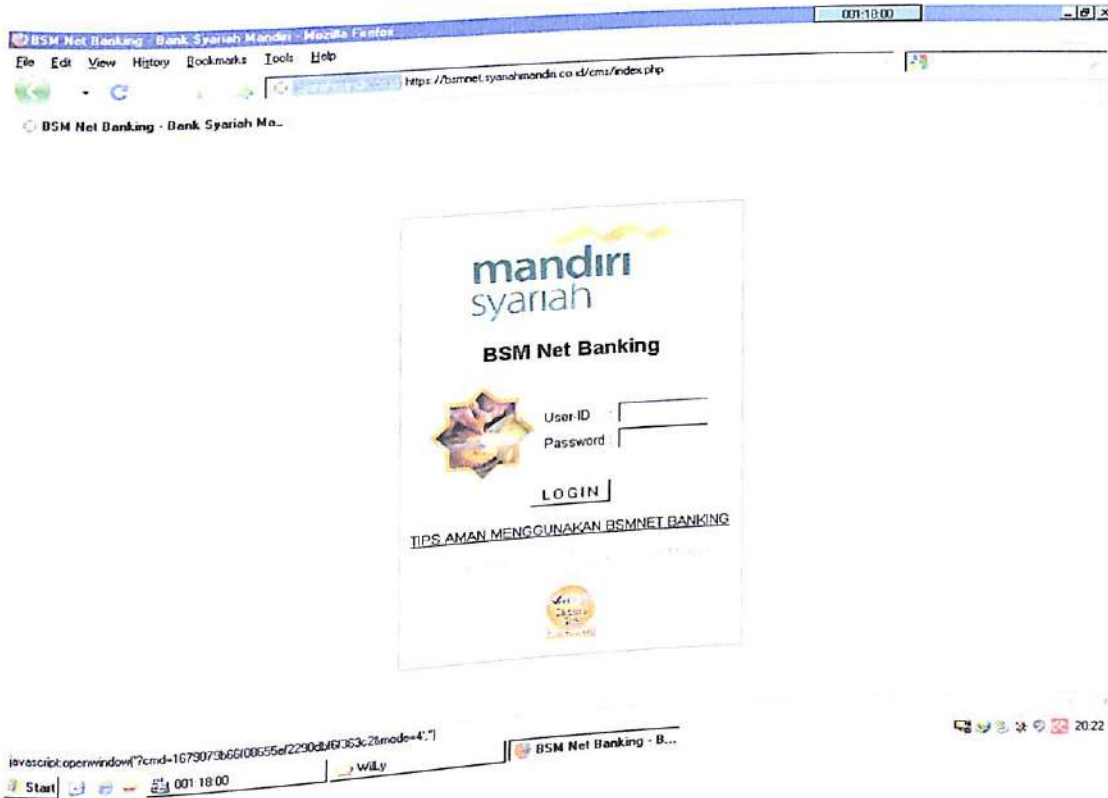 001:18:00
BSM Net Banking - Bank Syariah Mandiri - Mozilla Firefox
File Edit View History Bookmarks Tools Help
https://bsmnet.syariahmandiri.co.id/cms/index.php
BSM Net Banking - Bank Syariah Ma...
mandiri
syariah
BSM Net Banking
User-ID :
Password :
LOGIN
TIPS AMAN MENGGUNAKAN BSMNET BANKING
Start 001:18:00 WilLy BSM Net Banking - B... 20:22